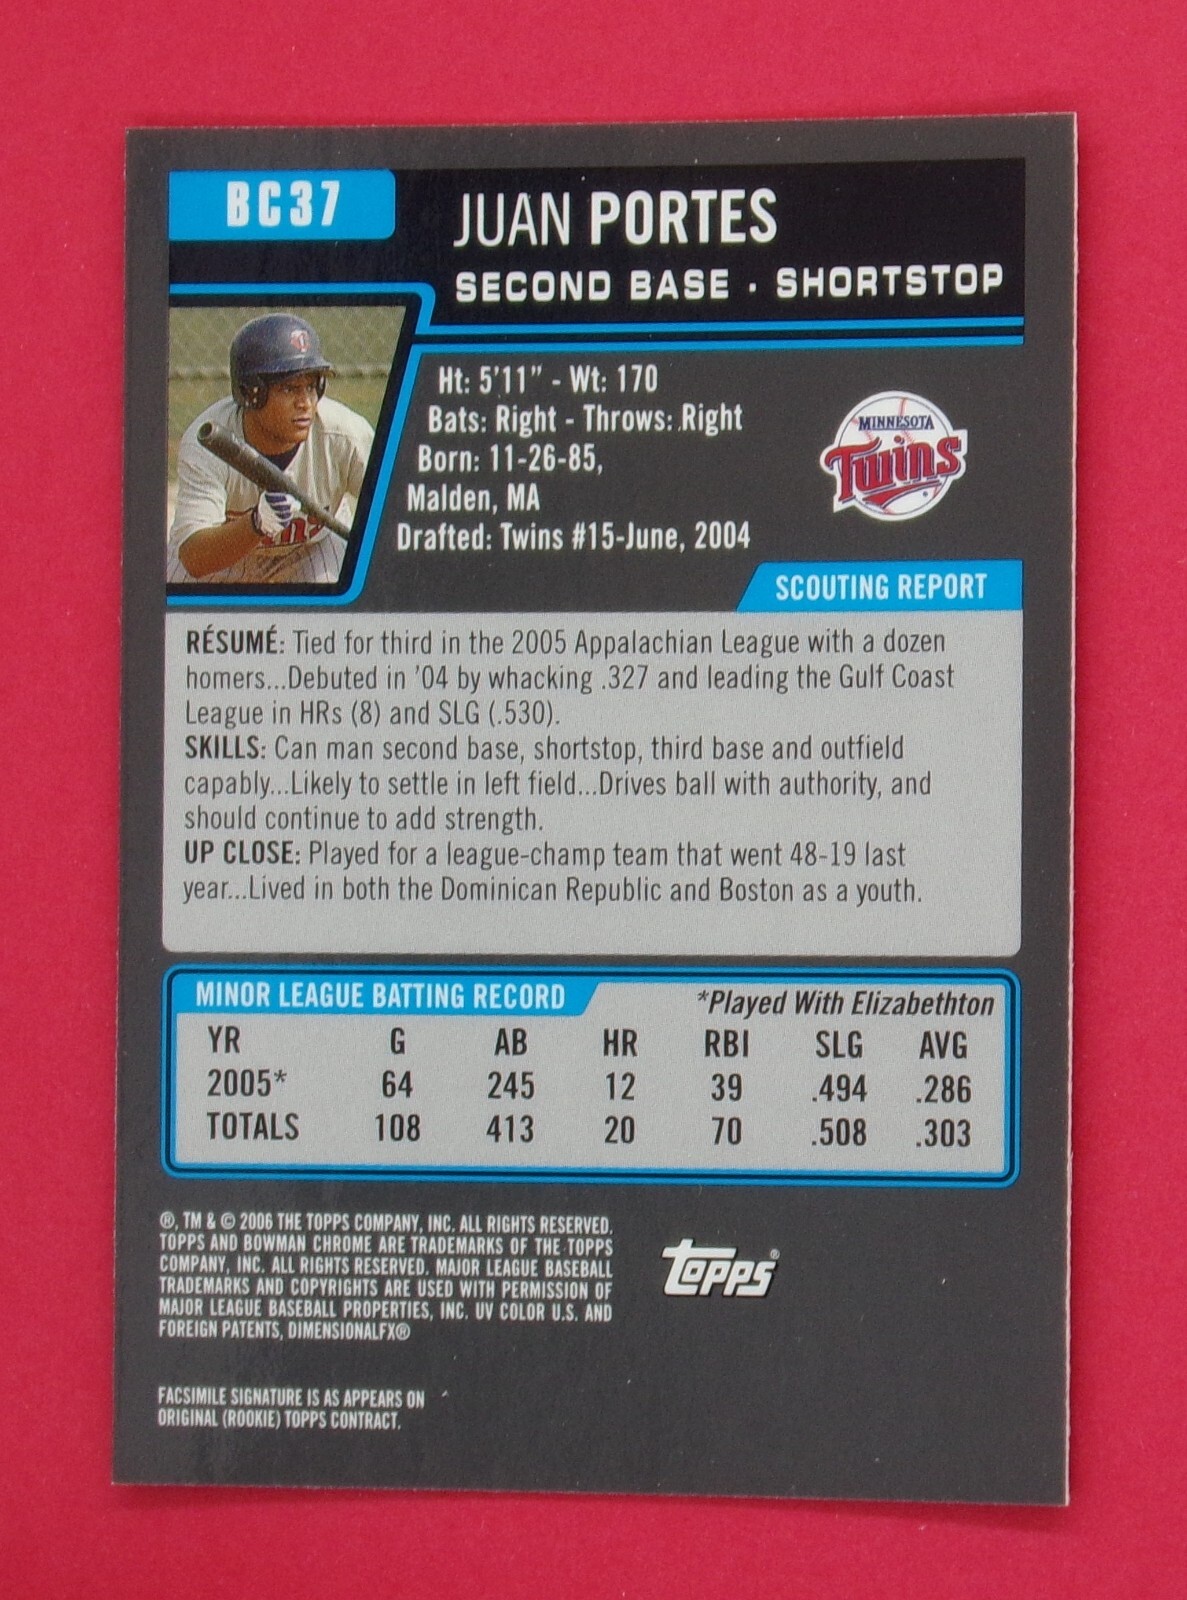 BC37
JUAN PORTES
SECOND BASE · SHORTSTOP
Ht: 5'11" - Wt: 170
Bats: Right - Throws: Right
Born: 11-26-85,
Malden, MA
Drafted: Twins #15-June, 2004
MINNESOTA
Twins
SCOUTING REPORT
RÉSUMÉ: Tied for third in the 2005 Appalachian League with a dozen
homers...Debuted in '04 by whacking .327 and leading the Gulf Coast
League in HRs (8) and SLG (.530).
SKILLS: Can man second base, shortstop, third base and outfield
capably...Likely to settle in left field...Drives ball with authority, and
should continue to add strength.
UP CLOSE: Played for a league-champ team that went 48-19 last
year...Lived in both the Dominican Republic and Boston as a youth.
MINOR LEAGUE BATTING RECORD *Played With Elizabethton
YR G AB HR RBI SLG AVG
2005* 64 245 12 39 .494 .286
TOTALS 108 413 20 70 .508 .303
®, TM & © 2006 THE TOPPS COMPANY, INC. ALL RIGHTS RESERVED.
TOPPS AND BOWMAN CHROME ARE TRADEMARKS OF THE TOPPS
COMPANY, INC. ALL RIGHTS RESERVED. MAJOR LEAGUE BASEBALL
TRADEMARKS AND COPYRIGHTS ARE USED WITH PERMISSION OF
MAJOR LEAGUE BASEBALL PROPERTIES, INC. UV COLOR U.S. AND
FOREIGN PATENTS, DIMENSIONALFX®
Topps®
FACSIMILE SIGNATURE IS AS APPEARS ON
ORIGINAL (ROOKIE) TOPPS CONTRACT.